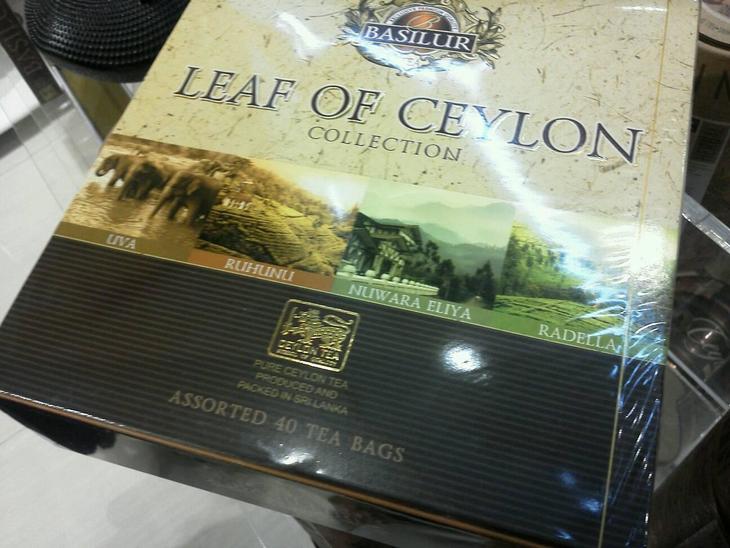 BASILUR
LEAF OF CEYLON
COLLECTION
UVA
RUHUNU
NUWARA ELIYA
RADELLA
CEYLON TEA
PURE CEYLON TEA
PRODUCED AND
PACKED IN SRI LANKA
ASSORTED 40 TEA BAGS